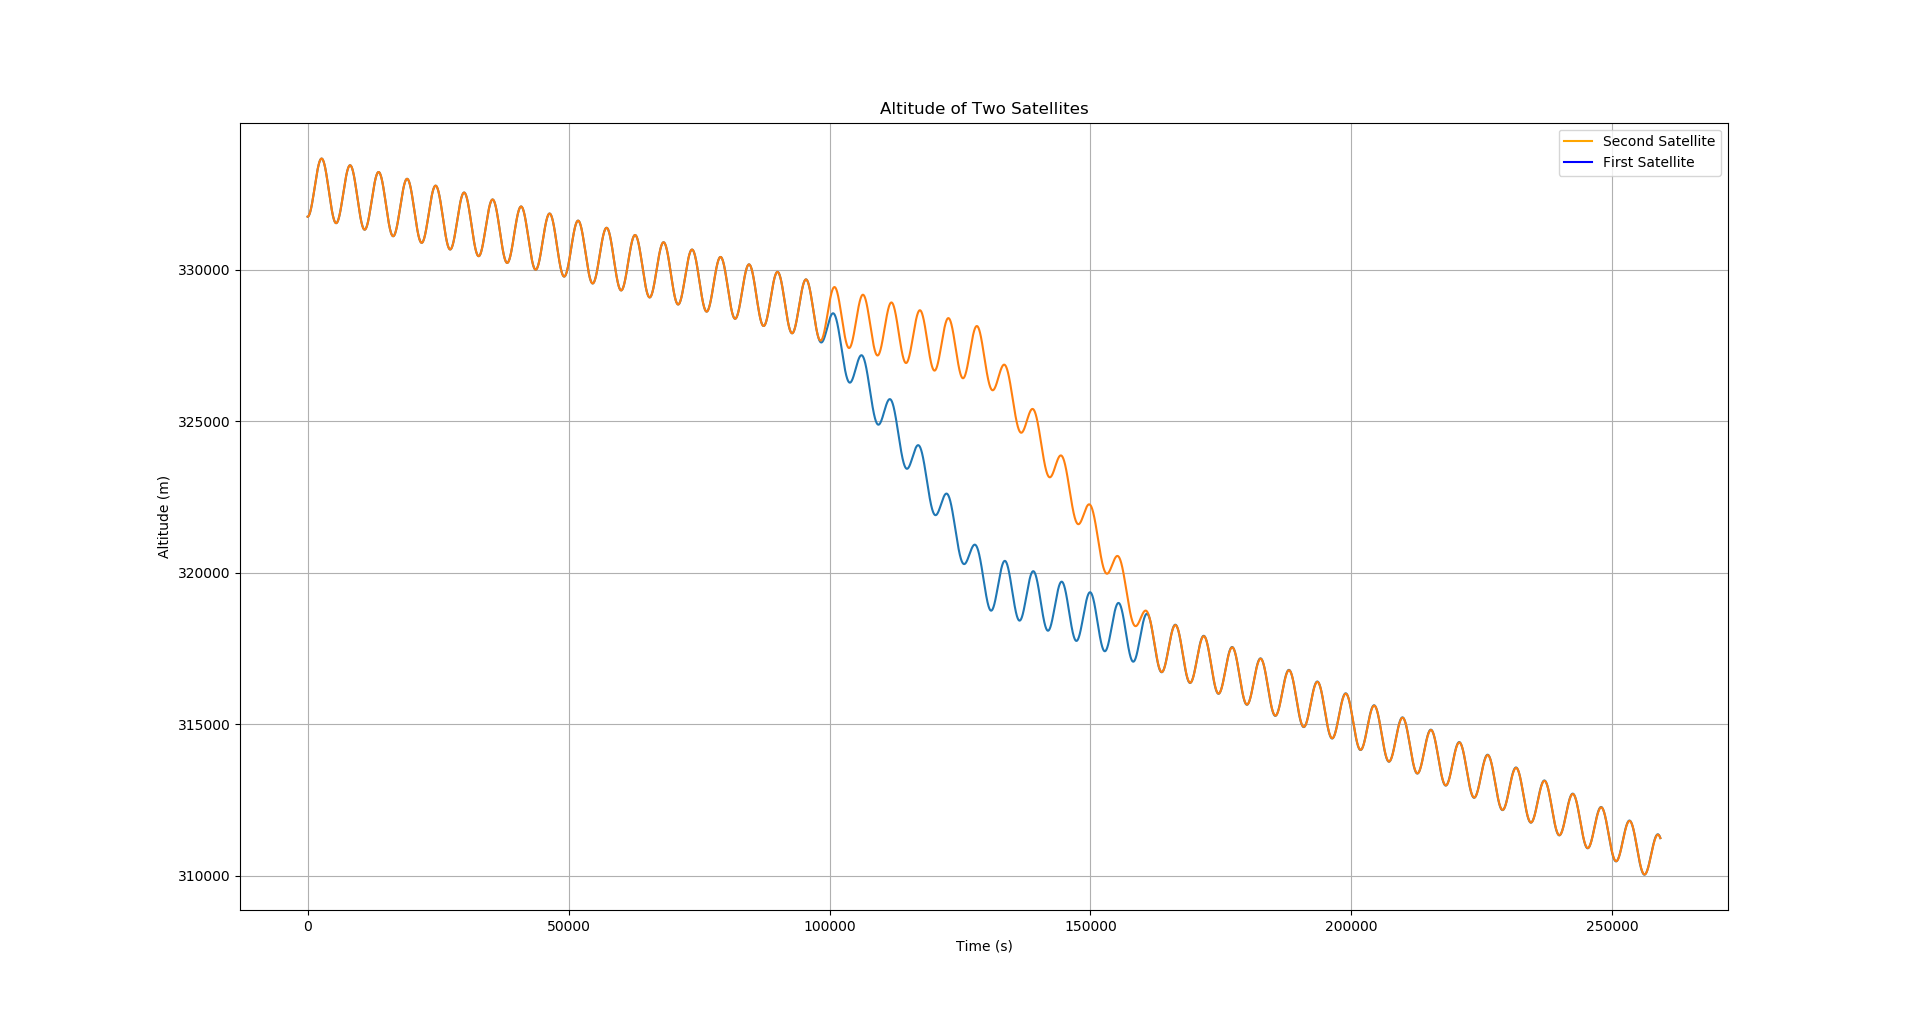 Altitude of Two Satellites
Second Satellite
First Satellite
Altitude (m)
330000
325000
320000
315000
310000
0
50000
100000
150000
200000
250000
Time (s)